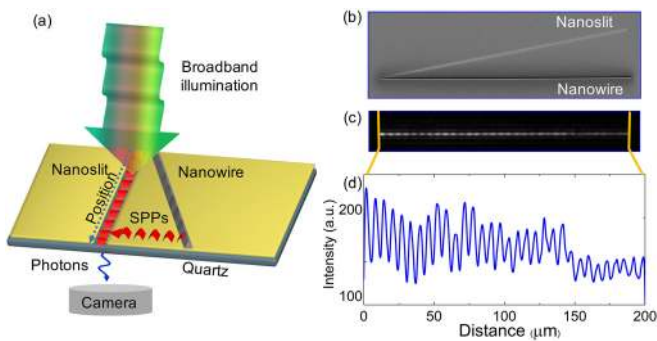 (a)
Broadband
illumination
Nanoslit
Nanowire
Position
SPPs
Photons
Quartz
Camera
(b)
Nanoslit
Nanowire
(c)
(d)
Intensity (a.u.)
200
100
0
50
100
150
200
Distance (μm)